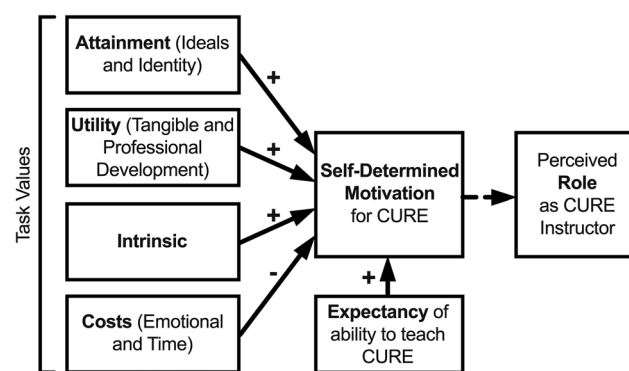 Task Values
Attainment (Ideals
and Identity)
+
Utility (Tangible and
Professional
Development)
+
Intrinsic
+
Costs (Emotional
and Time)
-
Self-Determined
Motivation
for CURE
+
Expectancy of
ability to teach
CURE
Perceived
Role
as CURE
Instructor